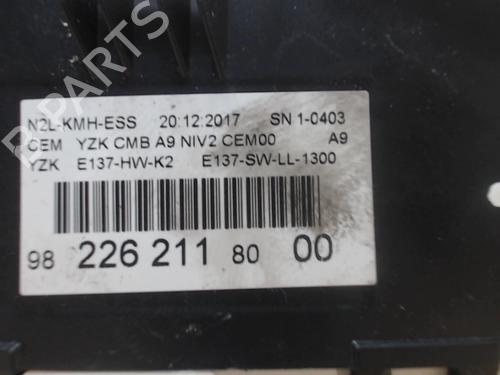 N2L-KMH-ESS 20:12:2017 SN 1-0403
CEM YZK CMB A9 NIV2 CEM00 A9
YZK E137-HW-K2 E137-SW-LL-1300
98 226 211 80 00
B PARTS